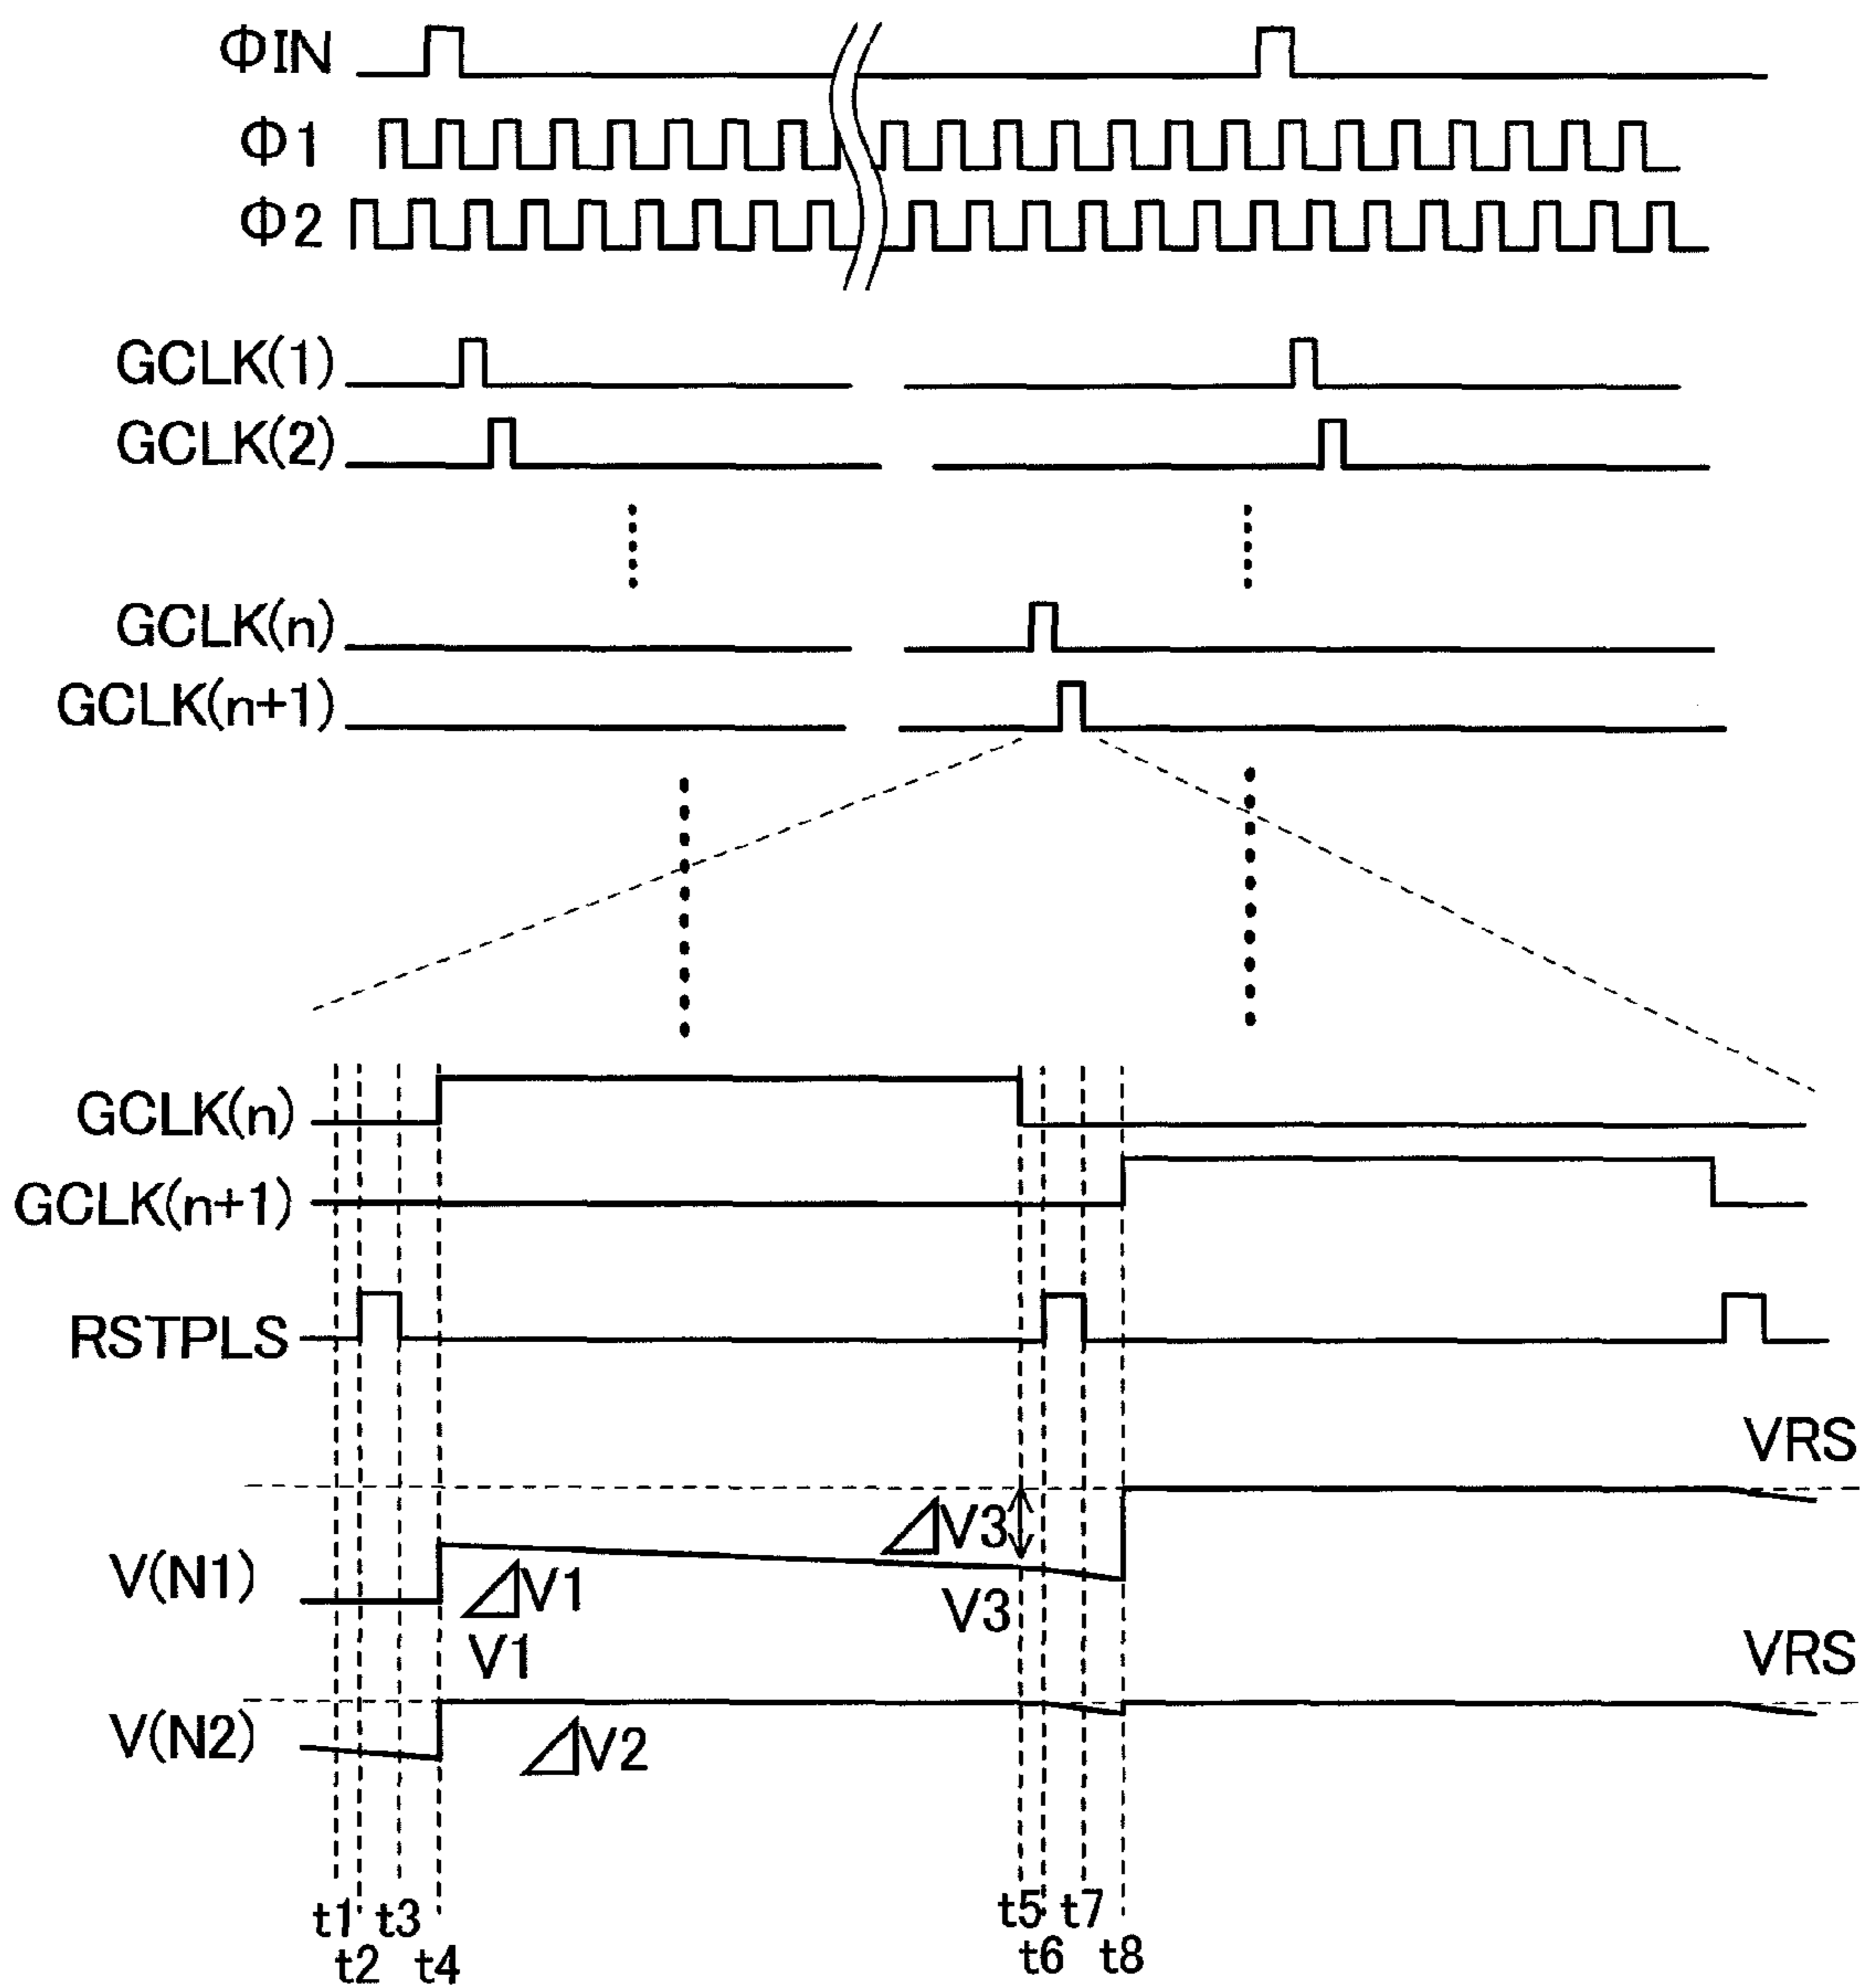 ΦIN
Φ1
Φ2
GCLK(1)
GCLK(2)
GCLK(n)
GCLK(n+1)
GCLK(n)
GCLK(n+1)
RSTPLS
VRS
V(N1)
⊿V1
V1
⊿V3
V3
VRS
V(N2)
⊿V2
t1 t2 t3 t4 t5 t6 t7 t8